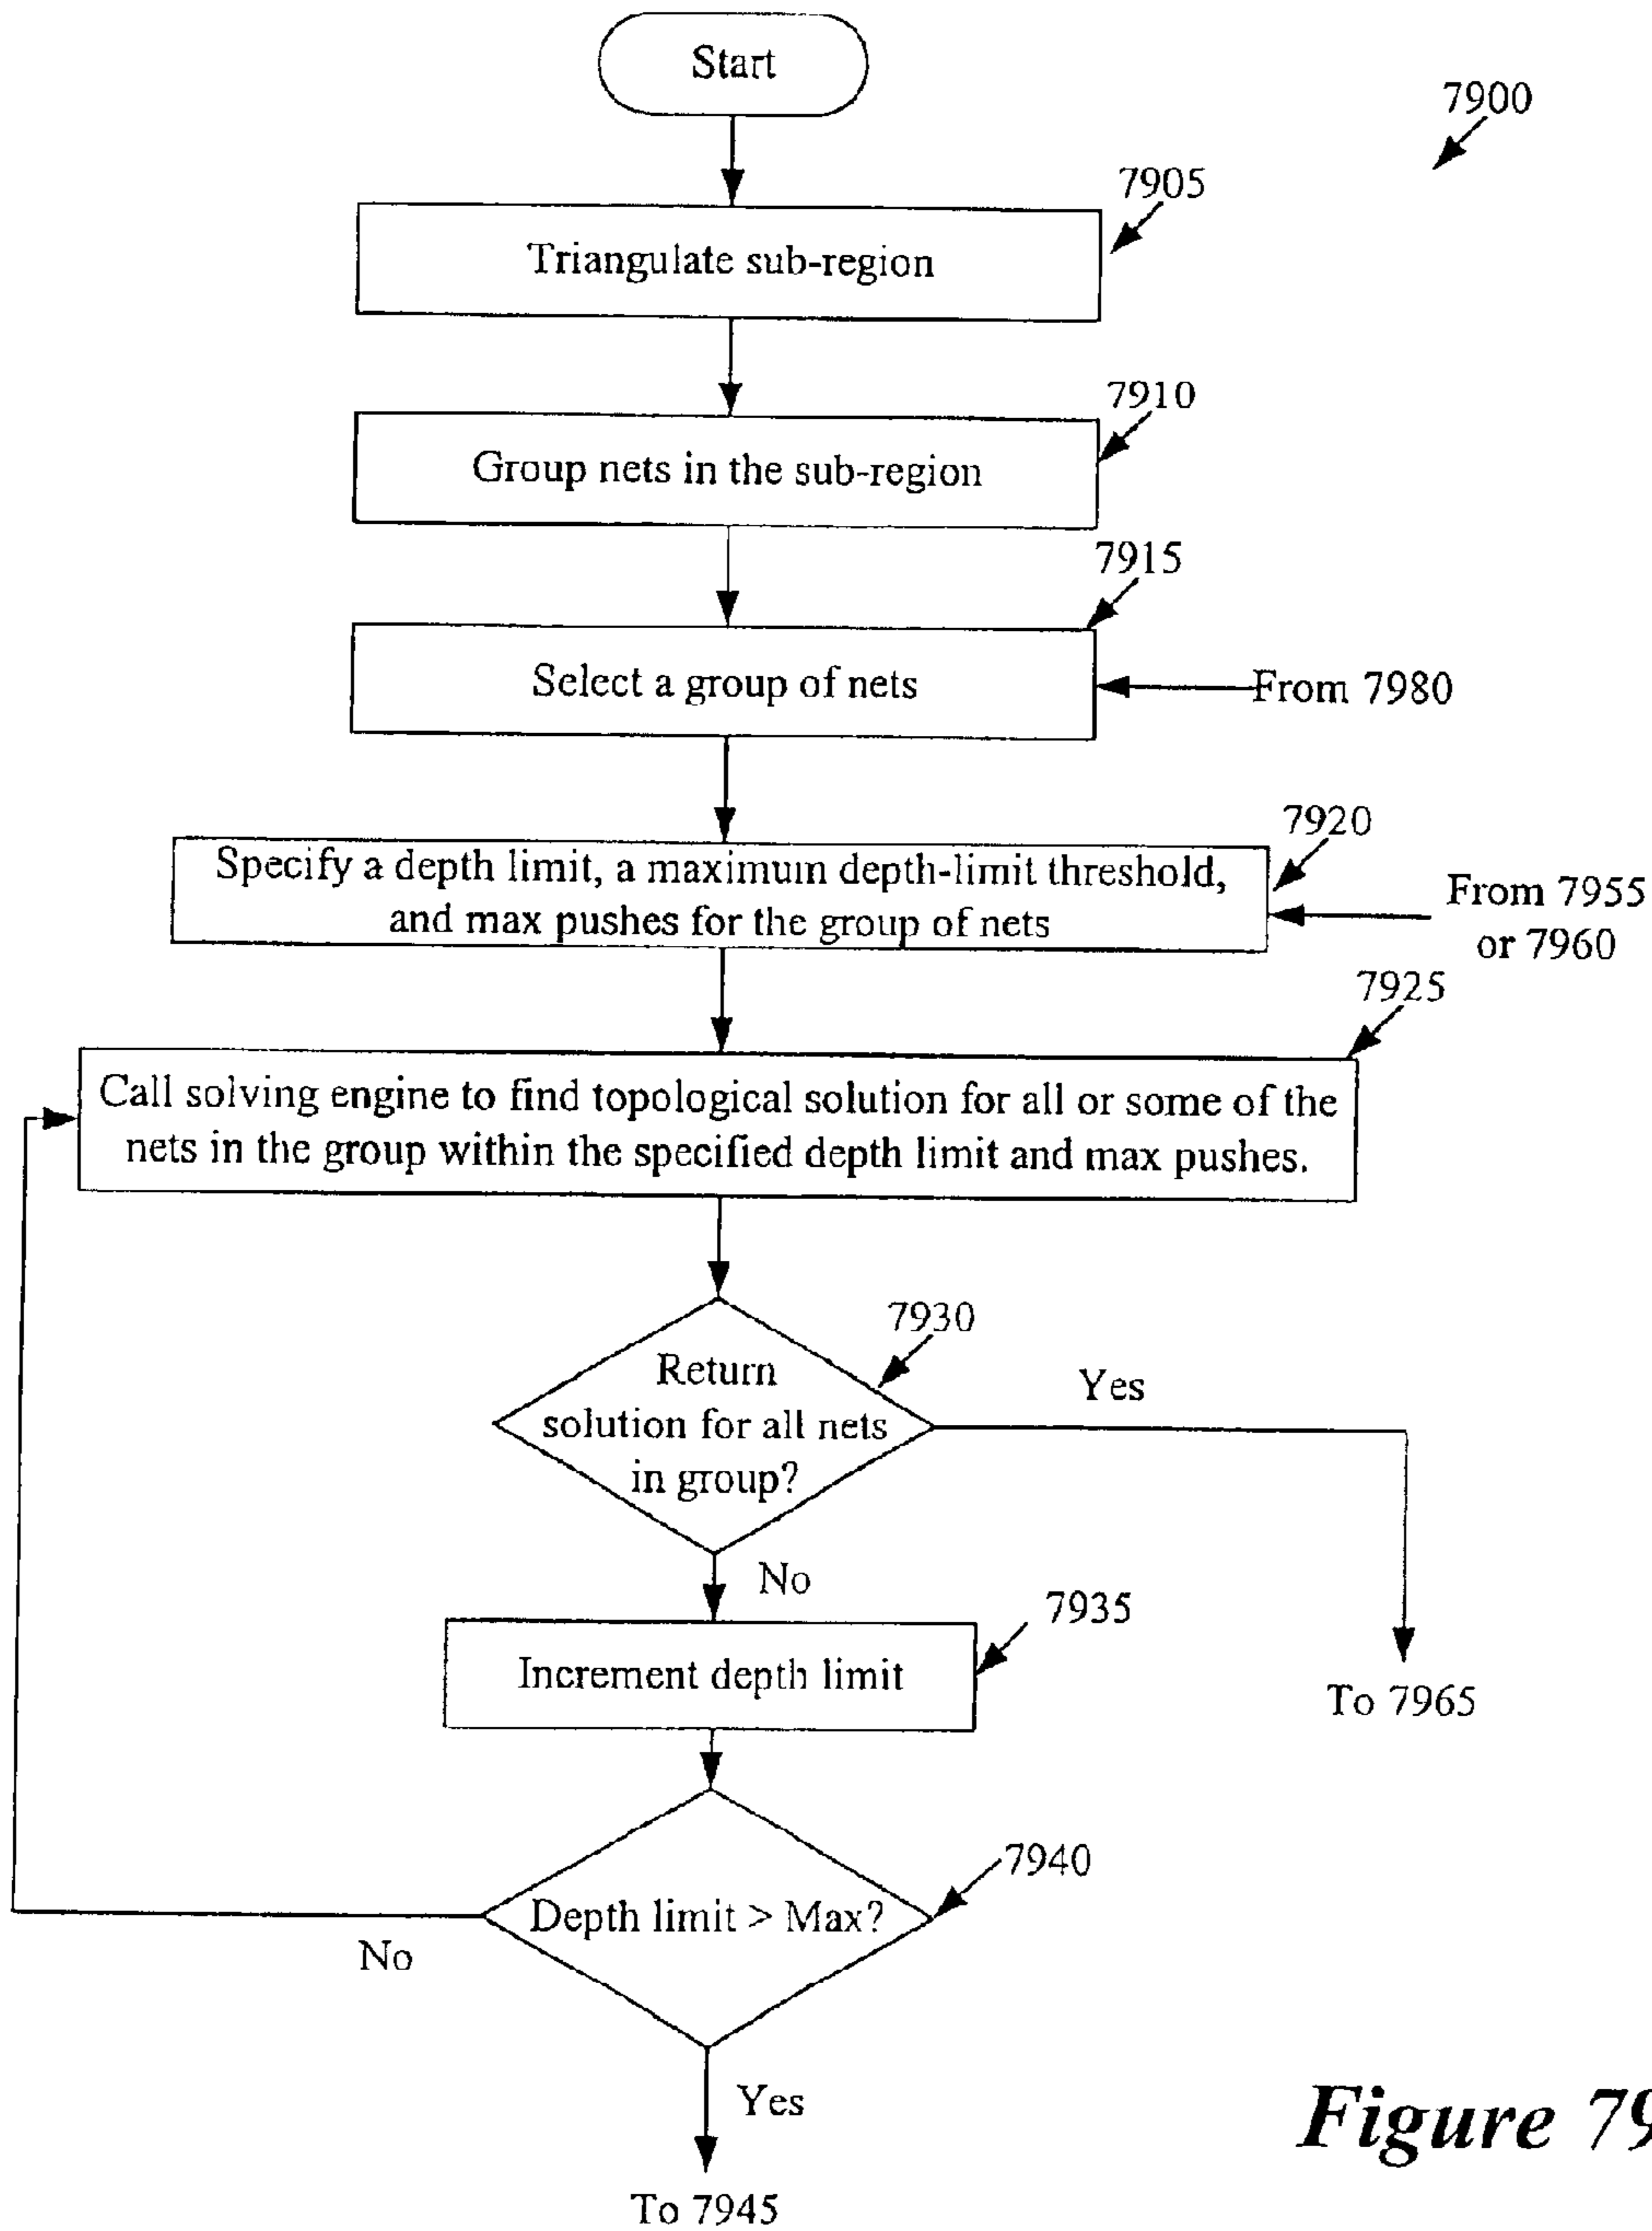 Start
7900
7905
Triangulate sub-region
7910
Group nets in the sub-region
7915
Select a group of nets
From 7980
7920
Specify a depth limit, a maximum depth-limit threshold,
and max pushes for the group of nets
From 7955
or 7960
7925
Call solving engine to find topological solution for all or some of the
nets in the group within the specified depth limit and max pushes.
7930
Return
solution for all nets
in group?
Yes
No
7935
Increment depth limit
To 7965
7940
Depth limit > Max?
No
Yes
To 7945
Figure 79